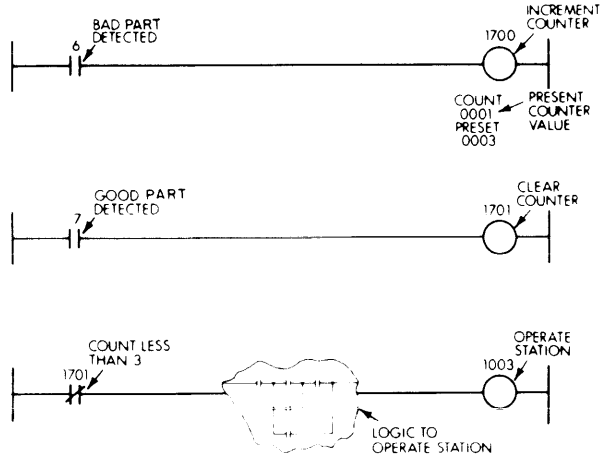 BAD PART
DETECTED
6
INCREMENT
COUNTER
1700
COUNT
0001
PRESET
0003
PRESENT
COUNTER
VALUE
GOOD PART
DETECTED
7
CLEAR
COUNTER
1701
COUNT LESS
THAN 3
1701
OPERATE
STATION
1003
LOGIC TO
OPERATE STATION